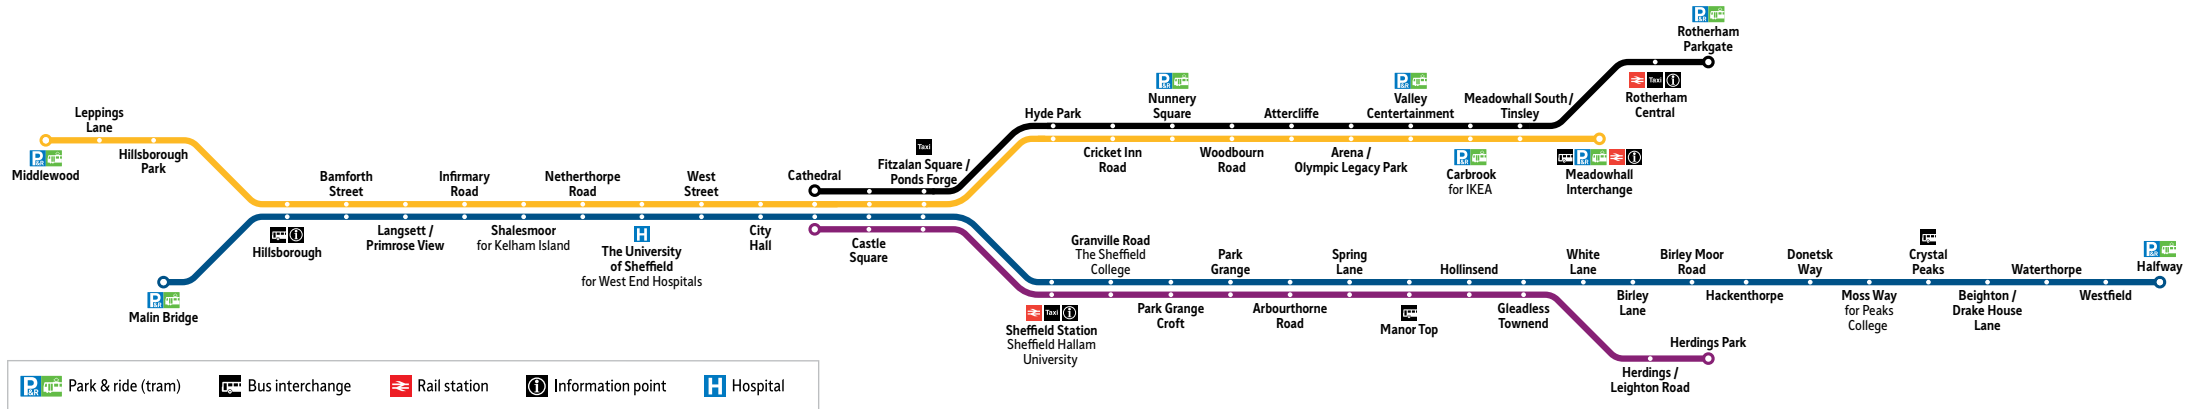 Rotherham
Parkgate
Rotherham
Central
Taxi
Leppings
Lane
Middlewood
Hillsborough
Park
Hillsborough
Malin Bridge
Bamforth
Street
Langsett /
Primrose View
Infirmary
Road
Shalesmoor
for Kelham Island
Netherthorpe
Road
H
The University
of Sheffield
for West End Hospitals
West
Street
City
Hall
Cathedral
Castle
Square
Taxi
Fitzalan Square /
Ponds Forge
Hyde Park
Cricket Inn
Road
P&R
Nunnery
Square
Woodbourn
Road
Attercliffe
Arena /
Olympic Legacy Park
P&R
Valley
Centertainment
P&R
Carbrook
for IKEA
Meadowhall South /
Tinsley
P&R
Meadowhall
Interchange
Taxi
Sheffield Station
Sheffield Hallam
University
Granville Road
The Sheffield
College
Park Grange
Croft
Park
Grange
Arbourthorne
Road
Spring
Lane
Manor Top
Hollinsend
Gleadless
Townend
White
Lane
Birley
Lane
Birley Moor
Road
Hackenthorpe
Donetsk
Way
Moss Way
for Peaks
College
Crystal
Peaks
Beighton /
Drake House
Lane
Waterthorpe
Westfield
P&R
Halfway
Herdings Park
Herdings /
Leighton Road
P&R Park & ride (tram)
Bus interchange
Rail station
i Information point
H Hospital